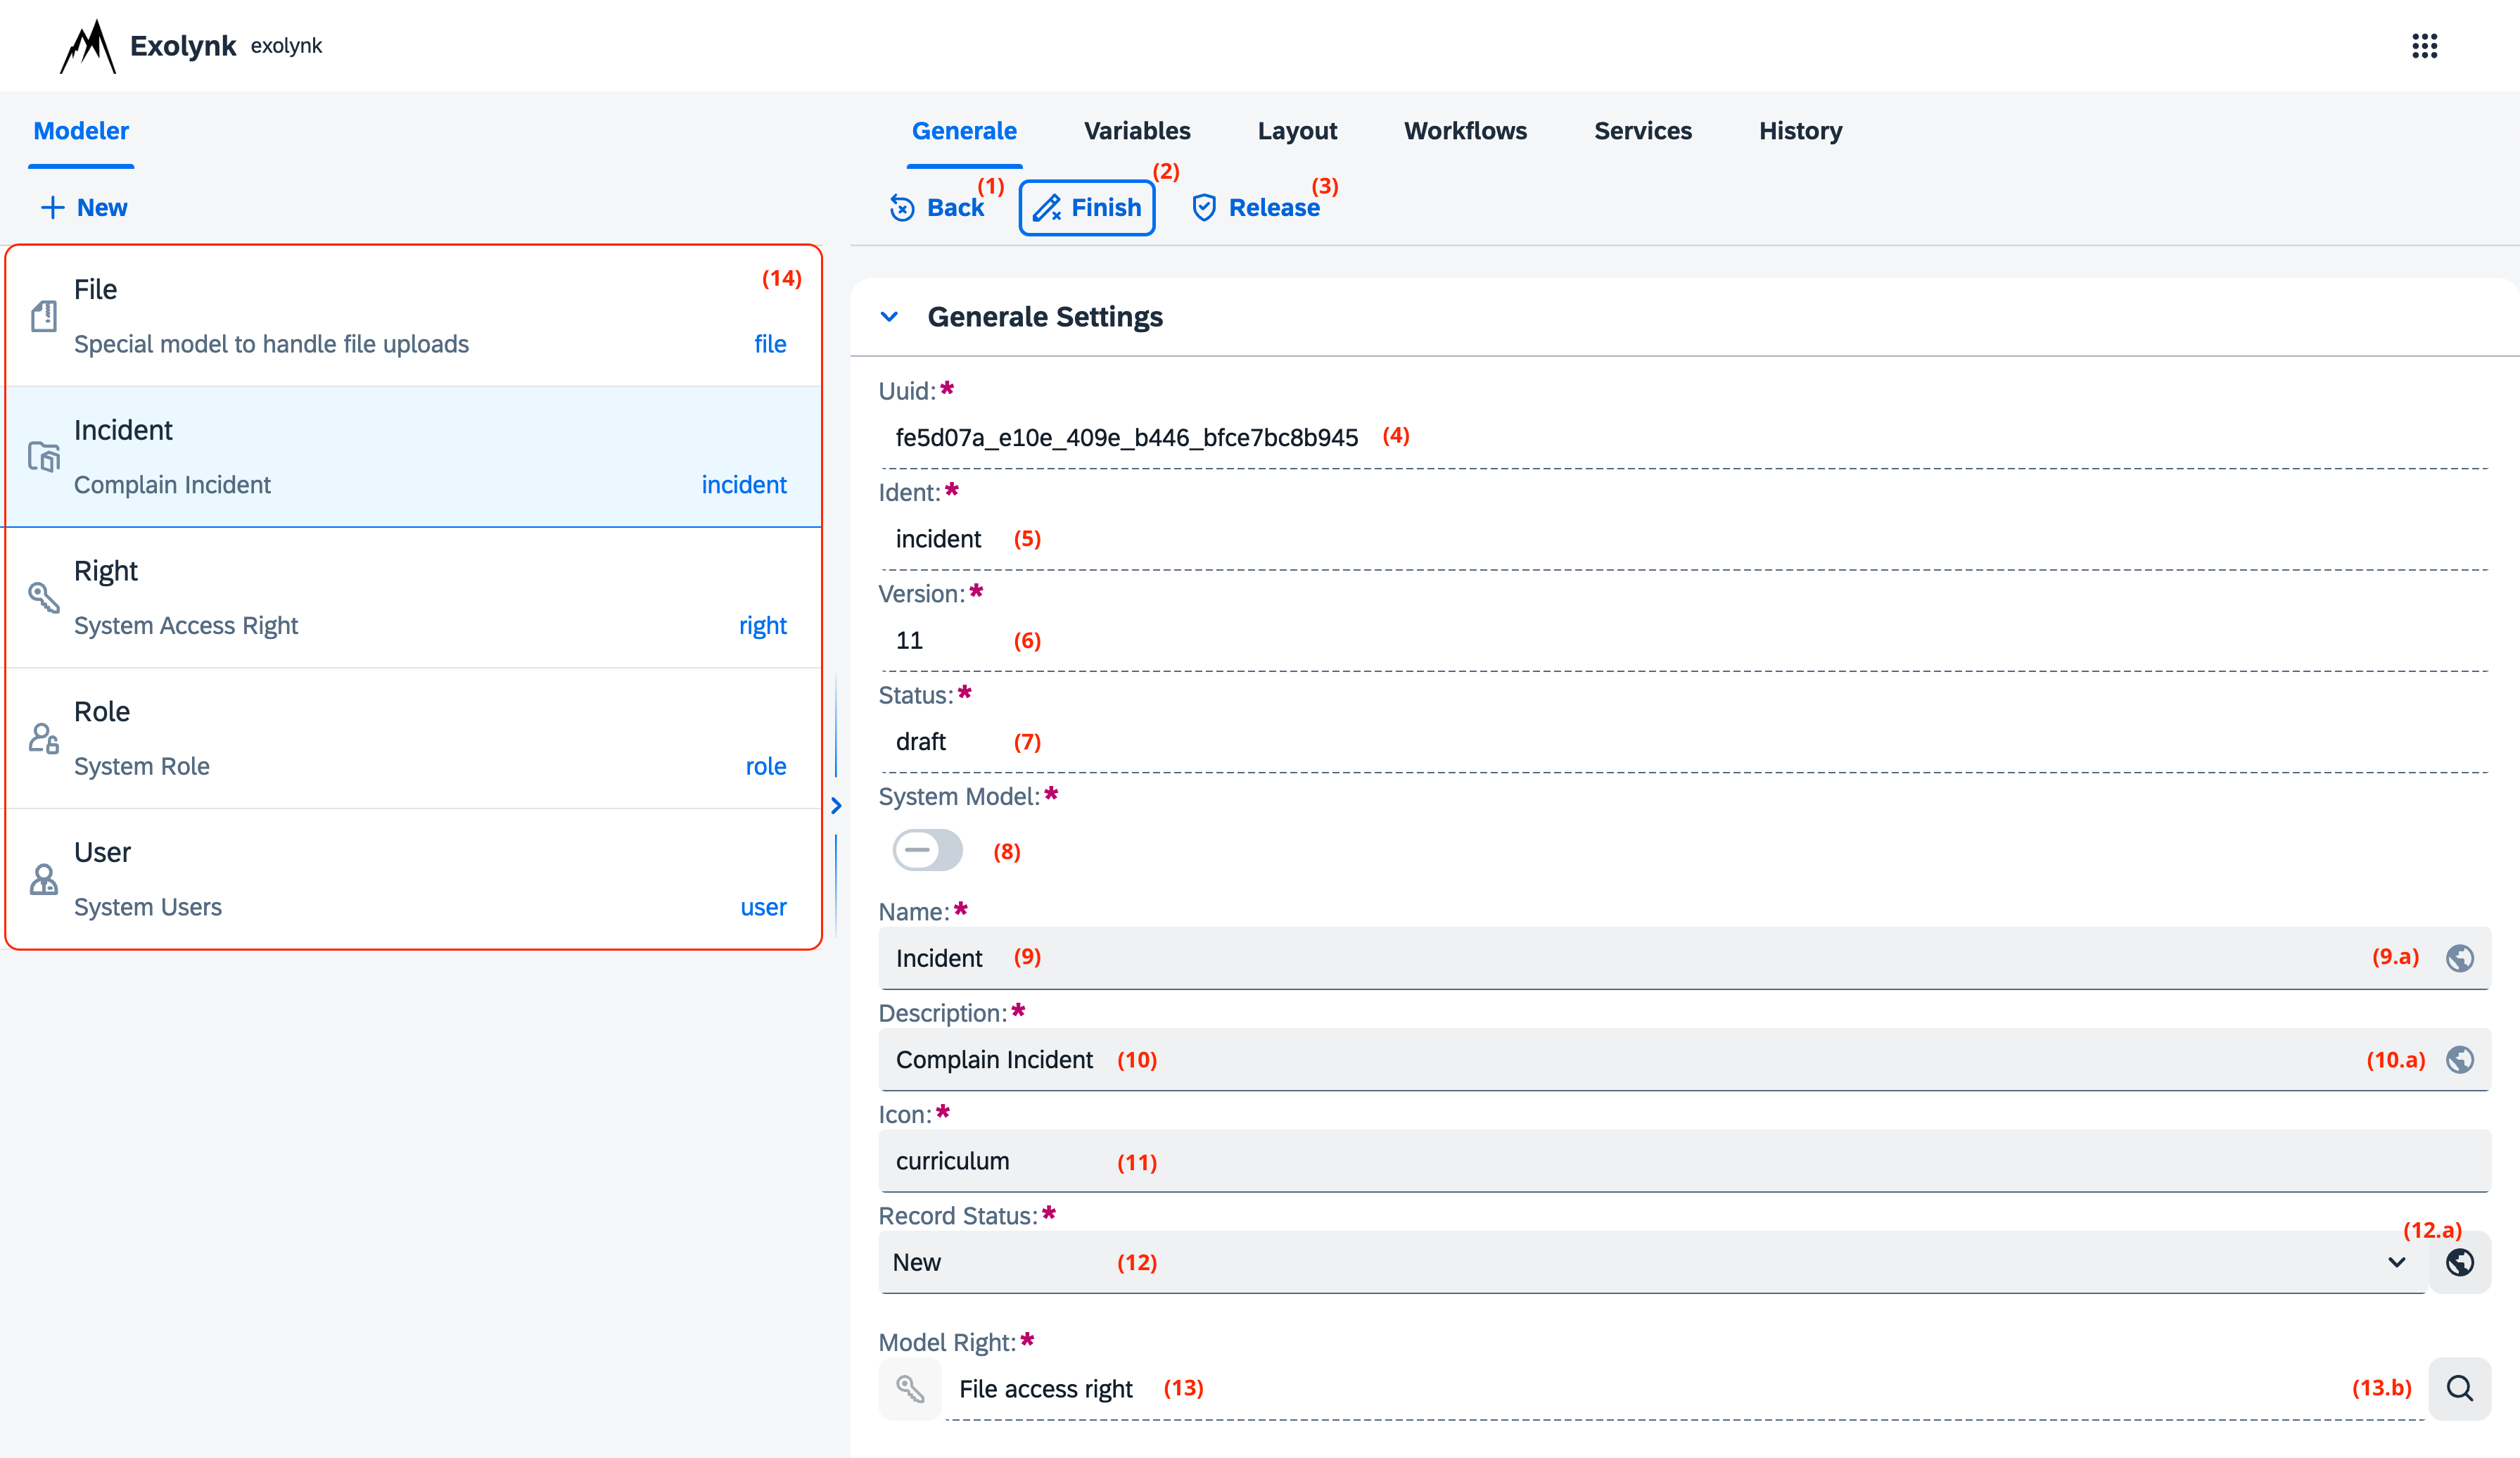 Exolynk exolynk
Modeler
New
File (14)
Special model to handle file uploads file
Incident
Complain Incident incident
Right
System Access Right right
Role
System Role role
User
System Users user
Generale Variables Layout Workflows Services History
Back (1) Finish (2) Release (3)
Generale Settings
Uuid:*
fe5d07a_e10e_409e_b446_bfce7bc8b945 (4)
Ident:*
incident (5)
Version:*
11 (6)
Status:*
draft (7)
System Model:*
(8)
Name:*
Incident (9) (9.a)
Description:*
Complain Incident (10) (10.a)
Icon:*
curriculum (11)
Record Status:*
New (12) (12.a)
Model Right:*
File access right (13) (13.b)